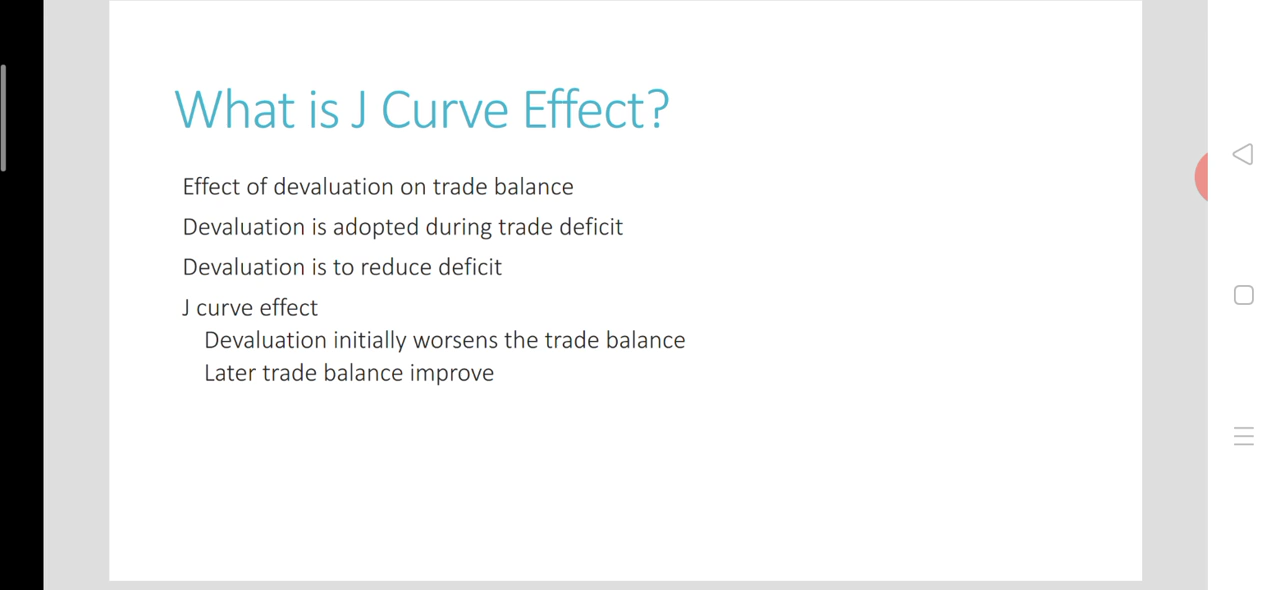 What is J Curve Effect?
Effect of devaluation on trade balance
Devaluation is adopted during trade deficit
Devaluation is to reduce deficit
J curve effect
Devaluation initially worsens the trade balance
Later trade balance improve